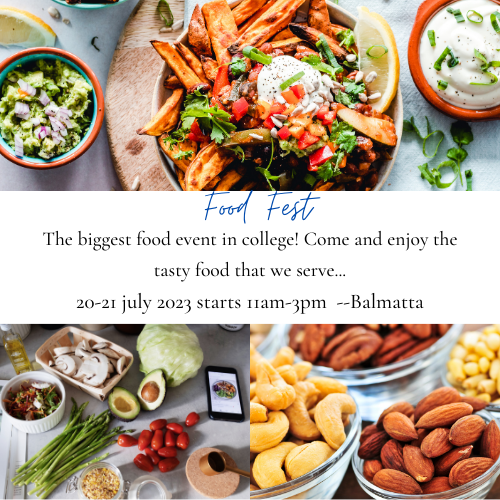 Food Fest
The biggest food event in college! Come and enjoy the
tasty food that we serve...
20-21 july 2023 starts 11am-3pm --Balmatta